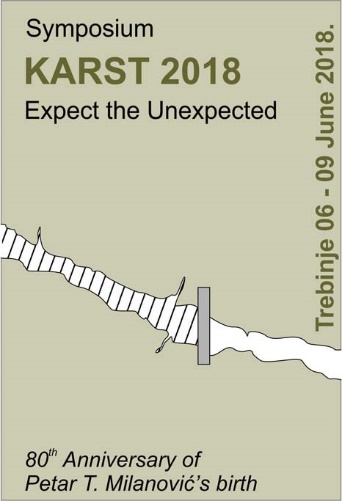 Symposium
KARST 2018
Expect the Unexpected
Trebinje 06 - 09 June 2018.
80th Anniversary of
Petar T. Milanović's birth